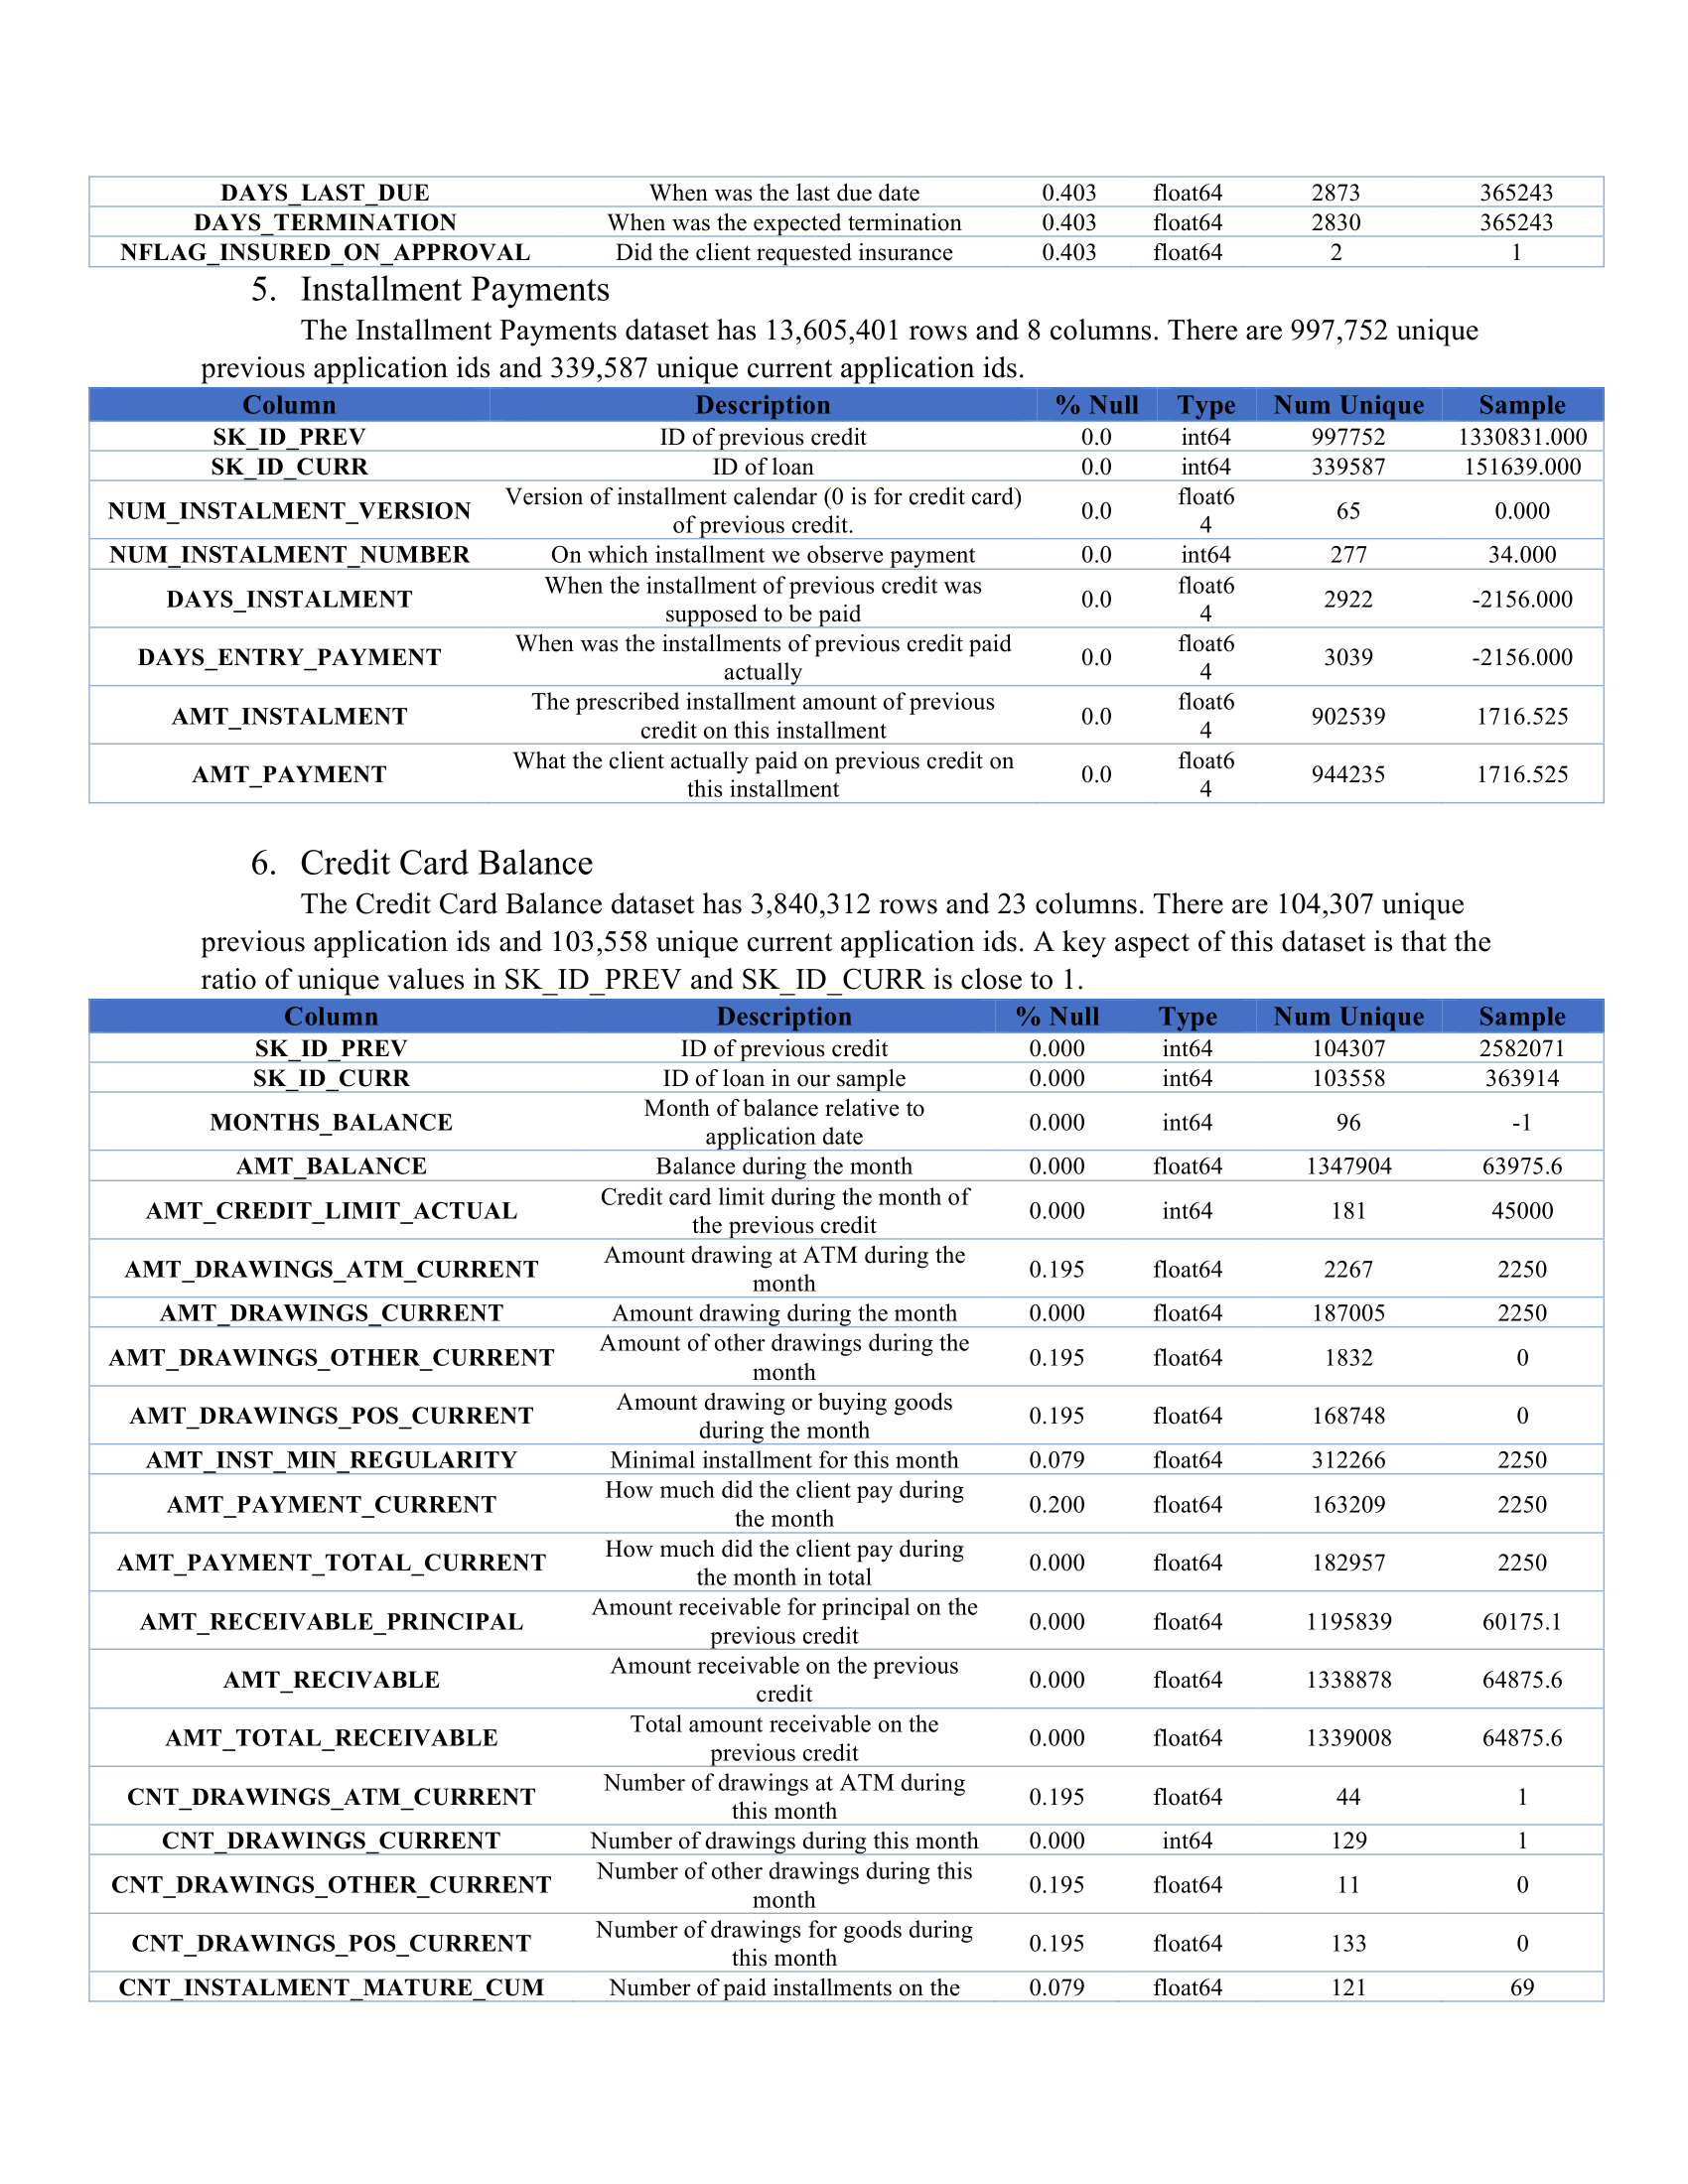 DAYS_LAST_DUE When was the last due date 0.403 float64 2873 365243
DAYS_TERMINATION When was the expected termination 0.403 float64 2830 365243
NFLAG_INSURED_ON_APPROVAL Did the client requested insurance 0.403 float64 2 1
5. Installment Payments
The Installment Payments dataset has 13,605,401 rows and 8 columns. There are 997,752 unique
previous application ids and 339,587 unique current application ids.
Column Description % Null Type Num Unique Sample
SK_ID_PREV ID of previous credit 0.0 int64 997752 1330831.000
SK_ID_CURR ID of loan 0.0 int64 339587 151639.000
NUM_INSTALMENT_VERSION Version of installment calendar (0 is for credit card)
of previous credit. 0.0 float6
4 65 0.000
NUM_INSTALMENT_NUMBER On which installment we observe payment 0.0 int64 277 34.000
DAYS_INSTALMENT When the installment of previous credit was
supposed to be paid 0.0 float6
4 2922 -2156.000
DAYS_ENTRY_PAYMENT When was the installments of previous credit paid
actually 0.0 float6
4 3039 -2156.000
AMT_INSTALMENT The prescribed installment amount of previous
credit on this installment 0.0 float6
4 902539 1716.525
AMT_PAYMENT What the client actually paid on previous credit on
this installment 0.0 float6
4 944235 1716.525
6. Credit Card Balance
The Credit Card Balance dataset has 3,840,312 rows and 23 columns. There are 104,307 unique
previous application ids and 103,558 unique current application ids. A key aspect of this dataset is that the
ratio of unique values in SK_ID_PREV and SK_ID_CURR is close to 1.
Column Description % Null Type Num Unique Sample
SK_ID_PREV ID of previous credit 0.000 int64 104307 2582071
SK_ID_CURR ID of loan in our sample 0.000 int64 103558 363914
MONTHS_BALANCE Month of balance relative to
application date 0.000 int64 96 -1
AMT_BALANCE Balance during the month 0.000 float64 1347904 63975.6
AMT_CREDIT_LIMIT_ACTUAL Credit card limit during the month of
the previous credit 0.000 int64 181 45000
AMT_DRAWINGS_ATM_CURRENT Amount drawing at ATM during the
month 0.195 float64 2267 2250
AMT_DRAWINGS_CURRENT Amount drawing during the month 0.000 float64 187005 2250
AMT_DRAWINGS_OTHER_CURRENT Amount of other drawings during the
month 0.195 float64 1832 0
AMT_DRAWINGS_POS_CURRENT Amount drawing or buying goods
during the month 0.195 float64 168748 0
AMT_INST_MIN_REGULARITY Minimal installment for this month 0.079 float64 312266 2250
AMT_PAYMENT_CURRENT How much did the client pay during
the month 0.200 float64 163209 2250
AMT_PAYMENT_TOTAL_CURRENT How much did the client pay during
the month in total 0.000 float64 182957 2250
AMT_RECEIVABLE_PRINCIPAL Amount receivable for principal on the
previous credit 0.000 float64 1195839 60175.1
AMT_RECIVABLE Amount receivable on the previous
credit 0.000 float64 1338878 64875.6
AMT_TOTAL_RECEIVABLE Total amount receivable on the
previous credit 0.000 float64 1339008 64875.6
CNT_DRAWINGS_ATM_CURRENT Number of drawings at ATM during
this month 0.195 float64 44 1
CNT_DRAWINGS_CURRENT Number of drawings during this month 0.000 int64 129 1
CNT_DRAWINGS_OTHER_CURRENT Number of other drawings during this
month 0.195 float64 11 0
CNT_DRAWINGS_POS_CURRENT Number of drawings for goods during
this month 0.195 float64 133 0
CNT_INSTALMENT_MATURE_CUM Number of paid installments on the 0.079 float64 121 69